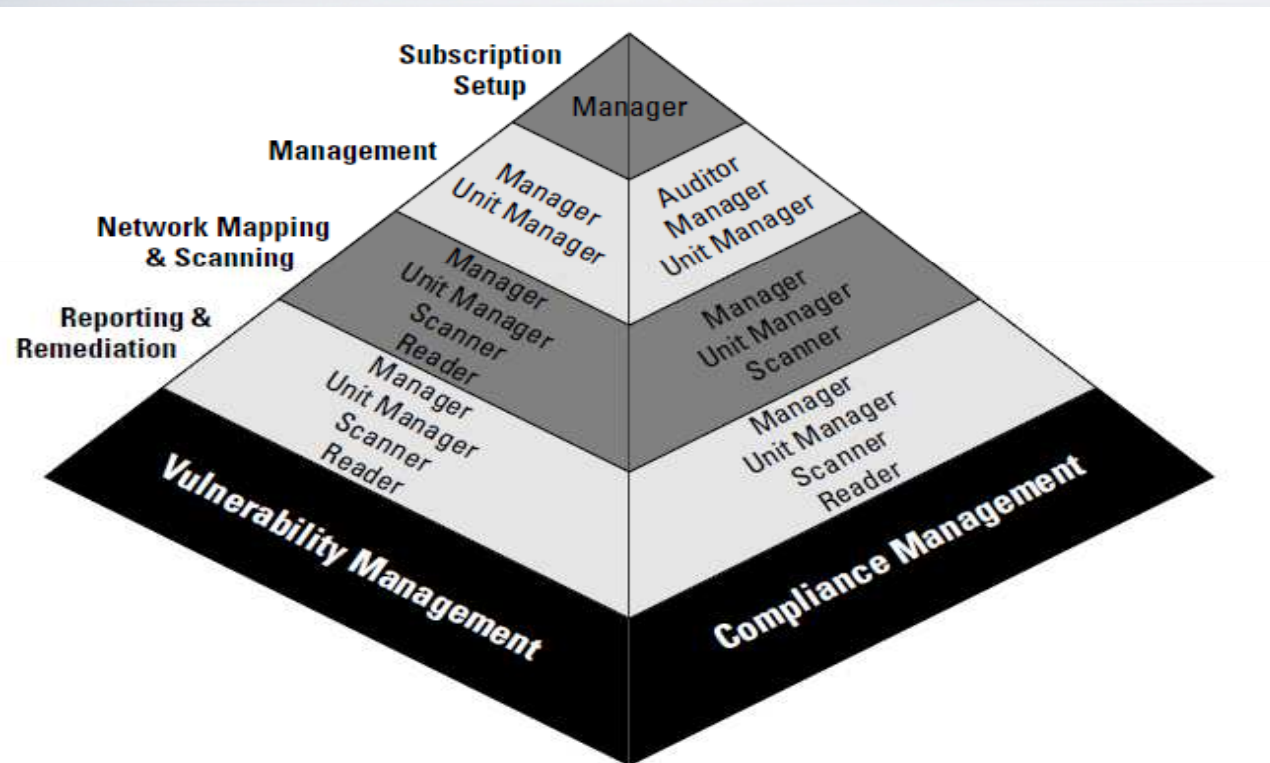 Subscription
Setup
Manager
Management
Manager
Unit Manager
Auditor
Manager
Unit Manager
Network Mapping
& Scanning
Manager
Unit Manager
Scanner
Reader
Manager
Unit Manager
Scanner
Reporting &
Remediation
Manager
Unit Manager
Scanner
Reader
Manager
Unit Manager
Scanner
Reader
Vulnerability Management
Compliance Management